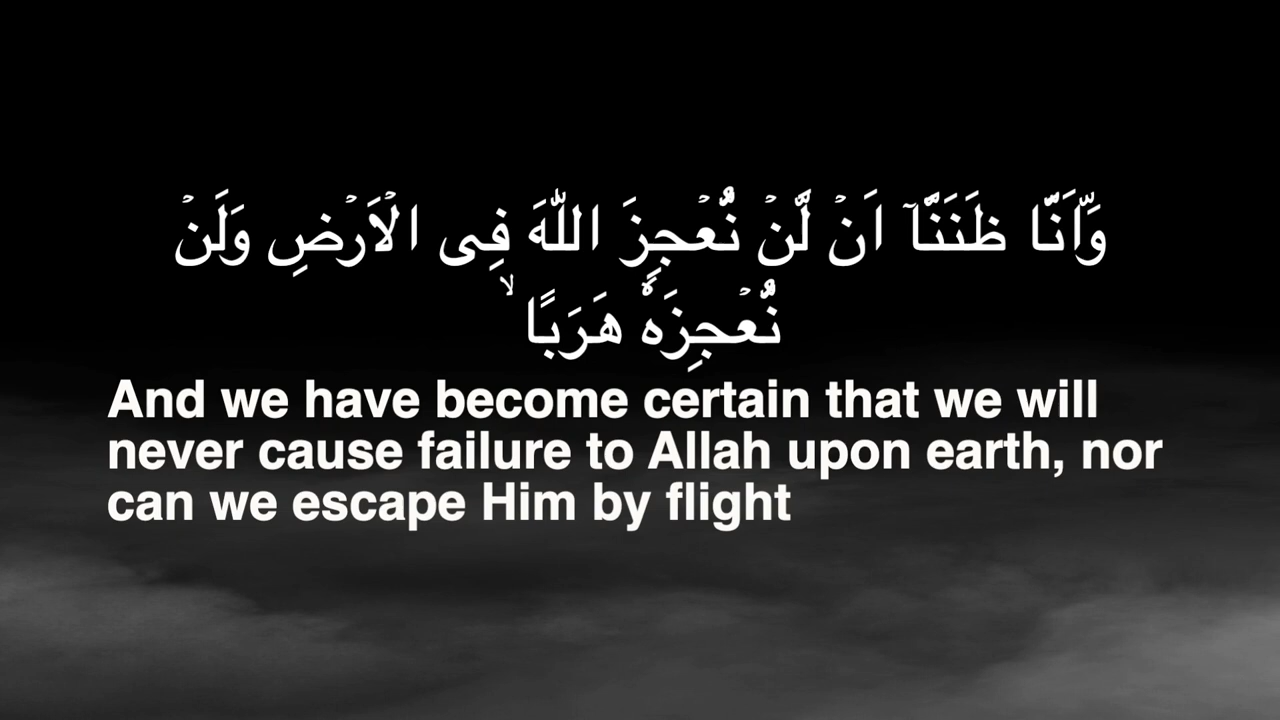 وَّاَنَّا ظَنَنَّاۤ اَنۡ لَّنۡ نُّعۡجِزَ اللّٰهَ فِى الۡاَرۡضِ وَلَنۡ
نُّعۡجِزَهٗ هَرَبًا ۙ
And we have become certain that we will
never cause failure to Allah upon earth, nor
can we escape Him by flight